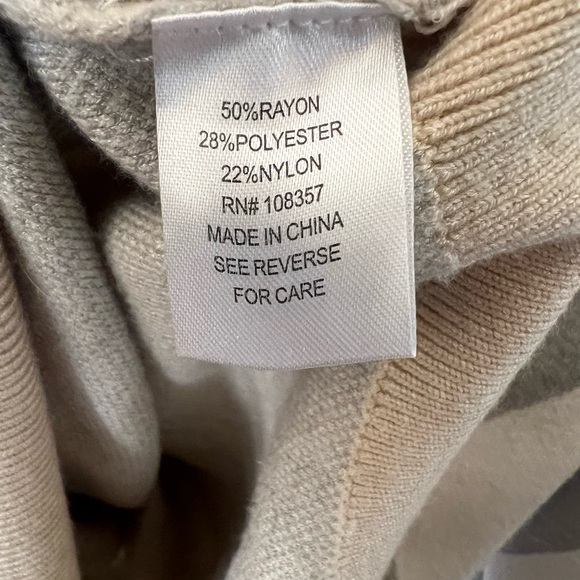 50%RAYON
28%POLYESTER
22%NYLON
RN# 108357
MADE IN CHINA
SEE REVERSE
FOR CARE